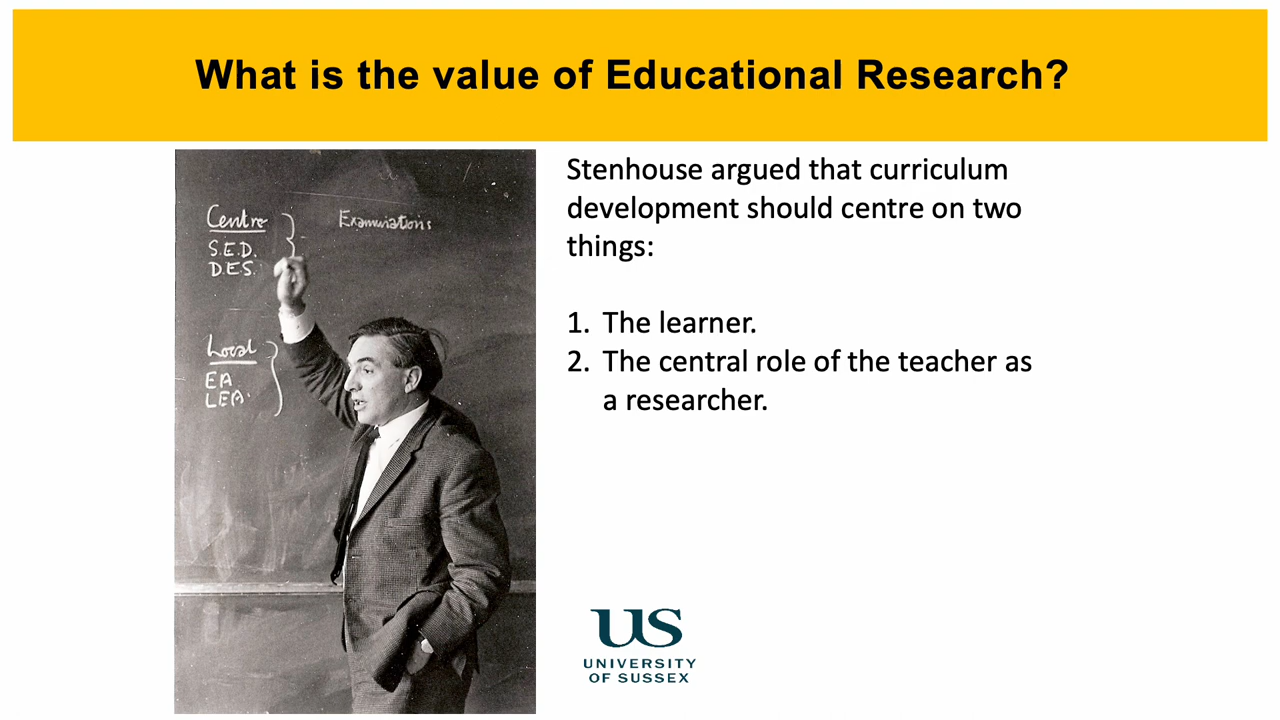 What is the value of Educational Research?
Centre
S.E.D.
D.E.S.
Examinations
Local
EA
LEA.
Stenhouse argued that curriculum
development should centre on two
things:
1. The learner.
2. The central role of the teacher as
a researcher.
US
UNIVERSITY
OF SUSSEX